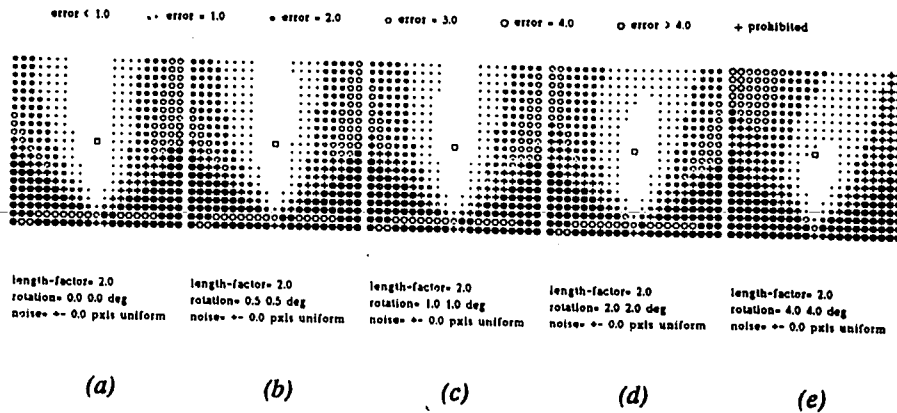 error < 1.0 error = 1.0 error = 2.0 error = 3.0 error = 4.0 error > 4.0 + prohibited
length-factor= 2.0 length-factor= 2.0 length-factor= 2.0 length-factor= 2.0 length-factor= 2.0
rotation= 0.0 0.0 deg rotation= 0.5 0.5 deg rotation= 1.0 1.0 deg rotation= 2.0 2.0 deg rotation= 4.0 4.0 deg
noise= +- 0.0 pxls uniform noise= +- 0.0 pxls uniform noise= +- 0.0 pxls uniform noise= +- 0.0 pxls uniform noise= +- 0.0 pxls uniform
(a) (b) (c) (d) (e)